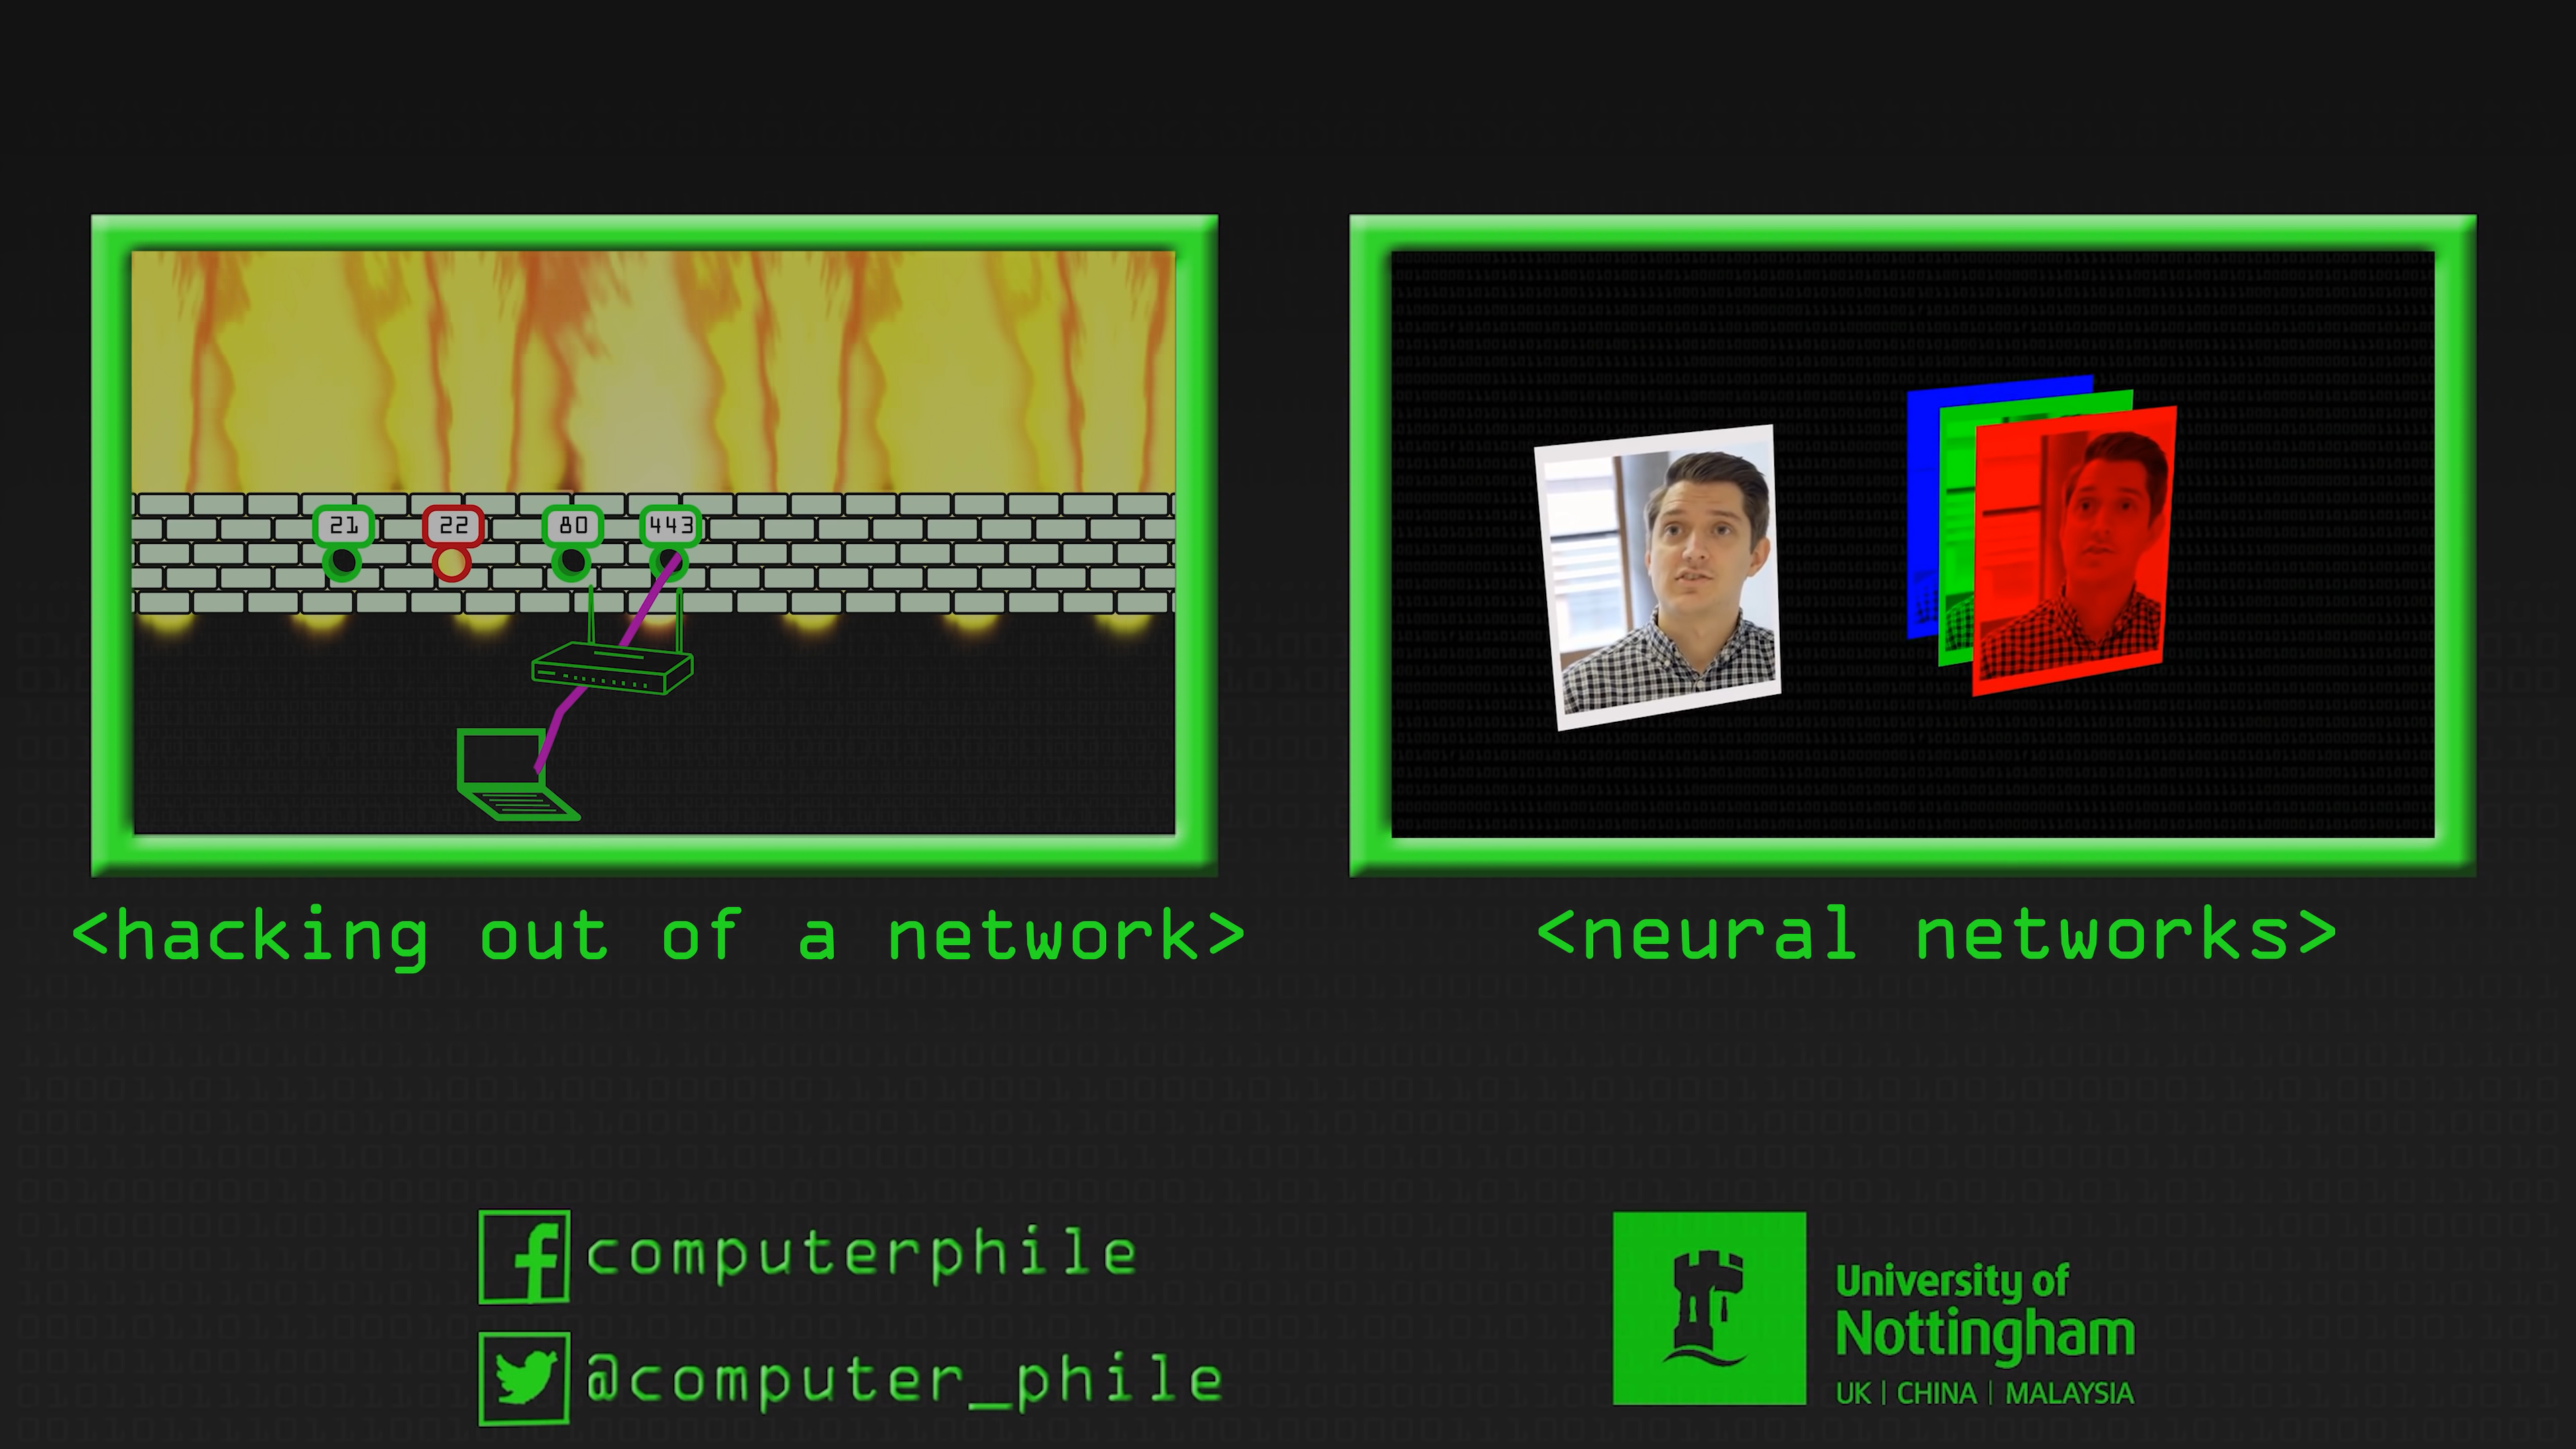 21 22 80 443
<hacking out of a network>
<neural networks>
computerphile
@computer_phile
University of
Nottingham
UK | CHINA | MALAYSIA